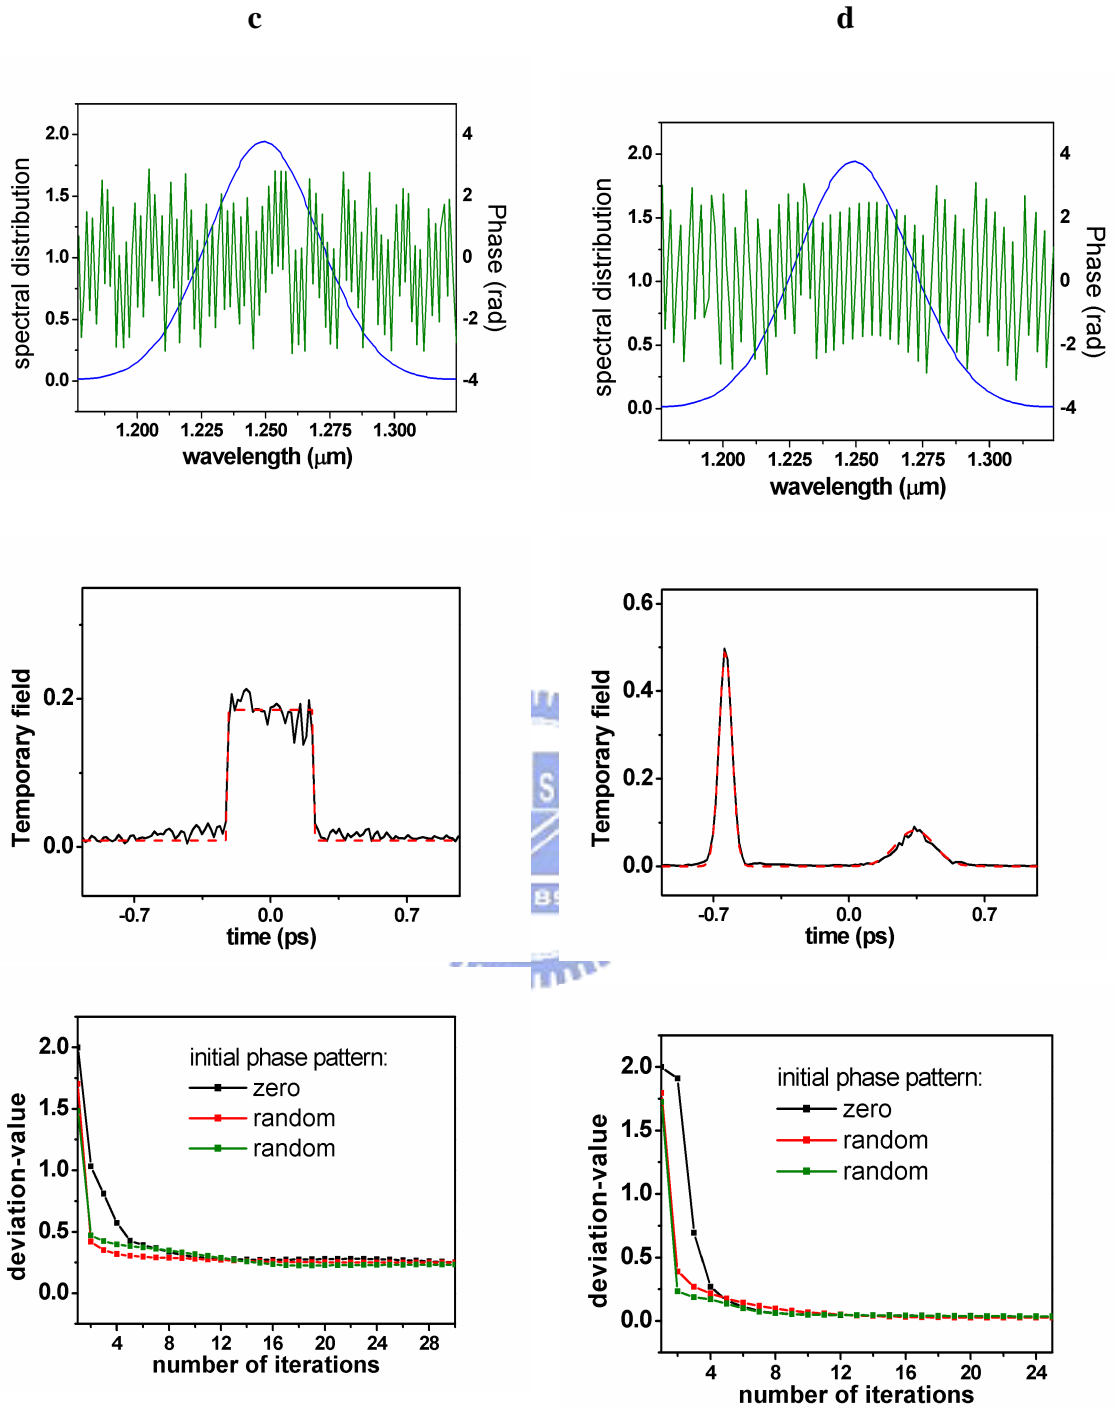 c
d
2.0
1.5
1.0
0.5
0.0
4
2
0
-2
-4
1.200 1.225 1.250 1.275 1.300
wavelength (μm)
spectral distribution
Phase (rad)
2.0
1.5
1.0
0.5
0.0
4
2
0
-2
-4
1.200 1.225 1.250 1.275 1.300
wavelength (μm)
spectral distribution
Phase (rad)
0.2
0.0
-0.7 0.0 0.7
time (ps)
Temporary field
0.6
0.4
0.2
0.0
-0.7 0.0 0.7
time (ps)
Temporary field
E
S
2.0
1.5
1.0
0.5
0.0
initial phase pattern:
zero
random
random
4 8 12 16 20 24 28
number of iterations
deviation-value
2.0
1.5
1.0
0.5
0.0
initial phase pattern:
zero
random
random
4 8 12 16 20 24
number of iterations
deviation-value